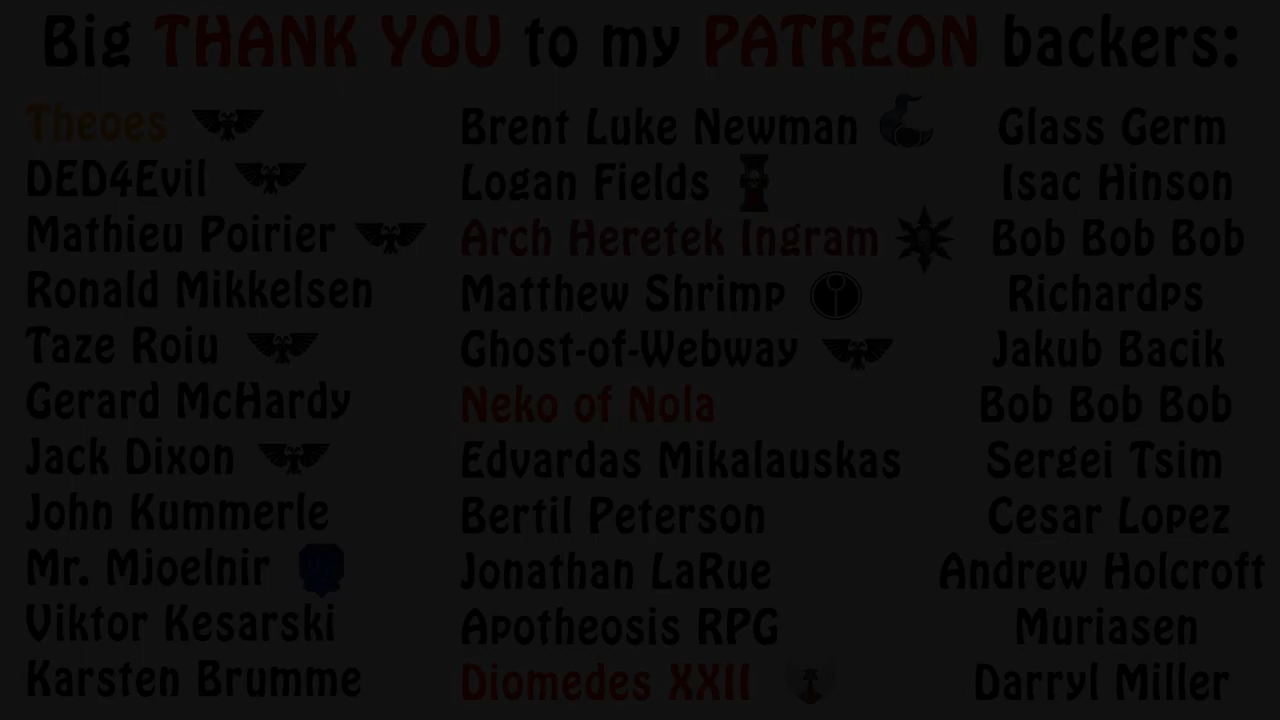 Big THANK YOU to my PATREON backers:
Theoes
DED4Evil
Mathieu Poirier
Ronald Mikkelsen
Taze Roiu
Gerard McHardy
Jack Dixon
John Kummerle
Mr. Mjoelnir
Viktor Kesarski
Karsten Brumme
Brent Luke Newman
Logan Fields
Arch Heretek Ingram
Matthew Shrimp
Ghost-of-Webway
Neko of Nola
Edvardas Mikalauskas
Bertil Peterson
Jonathan LaRue
Apotheosis RPG
Diomedes XXII
Glass Germ
Isac Hinson
Bob Bob Bob
Richardps
Jakub Bacik
Bob Bob Bob
Sergei Tsim
Cesar Lopez
Andrew Holcroft
Muriasen
Darryl Miller